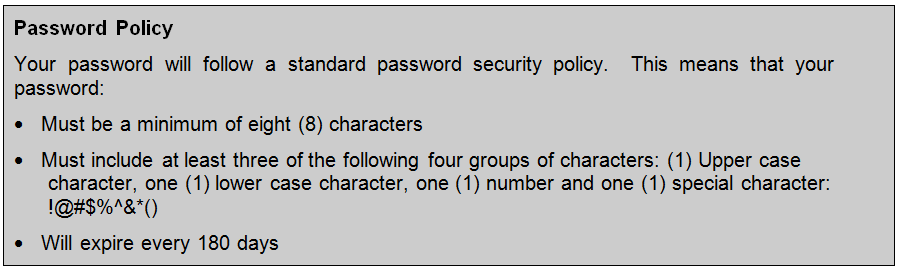 Password Policy
Your password will follow a standard password security policy. This means that your
password:
• Must be a minimum of eight (8) characters
• Must include at least three of the following four groups of characters: (1) Upper case
character, one (1) lower case character, one (1) number and one (1) special character:
!@#$%^&*()
• Will expire every 180 days